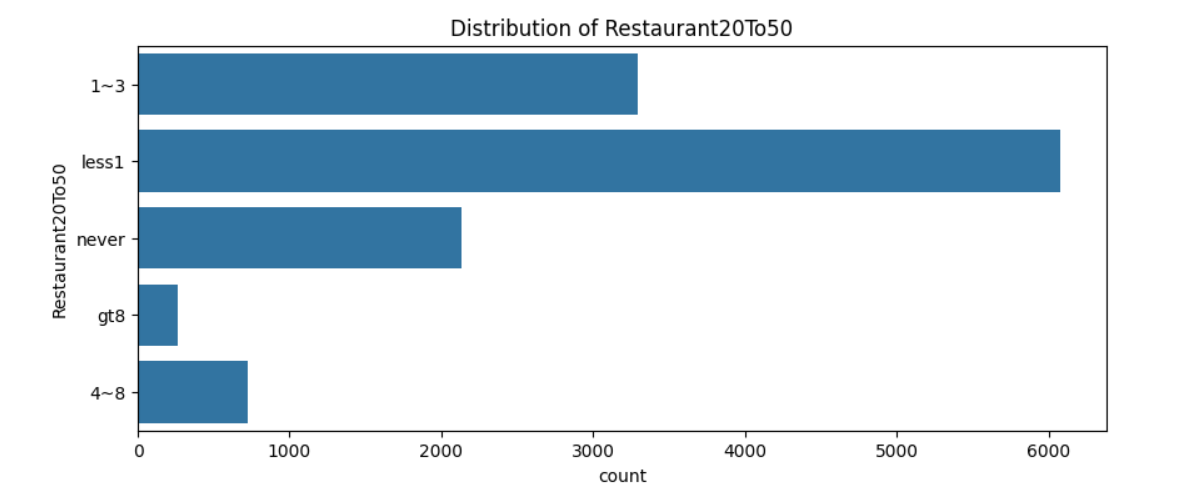 Distribution of Restaurant20To50
Restaurant20To50
1~3
less1
never
gt8
4~8
0 1000 2000 3000 4000 5000 6000
count